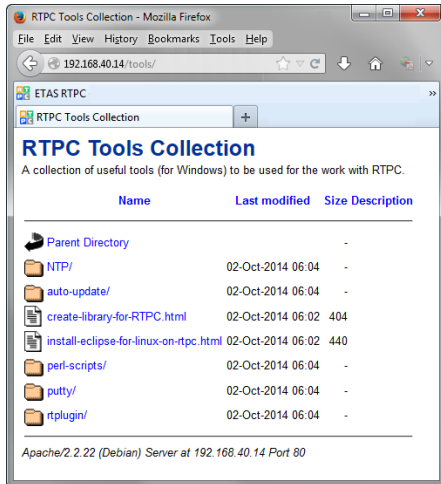 RTPC Tools Collection - Mozilla Firefox
File Edit View History Bookmarks Tools Help
192.168.40.14/tools/
ETAS RTPC
»
RTPC Tools Collection
+
RTPC Tools Collection
A collection of useful tools (for Windows) to be used for the work with RTPC.
Name Last modified Size Description
Parent Directory -
NTP/ 02-Oct-2014 06:04 -
auto-update/ 02-Oct-2014 06:04 -
create-library-for-RTPC.html 02-Oct-2014 06:02 404
install-eclipse-for-linux-on-rtpc.html 02-Oct-2014 06:02 440
perl-scripts/ 02-Oct-2014 06:04 -
putty/ 02-Oct-2014 06:04 -
rtplugin/ 02-Oct-2014 06:04 -
Apache/2.2.22 (Debian) Server at 192.168.40.14 Port 80